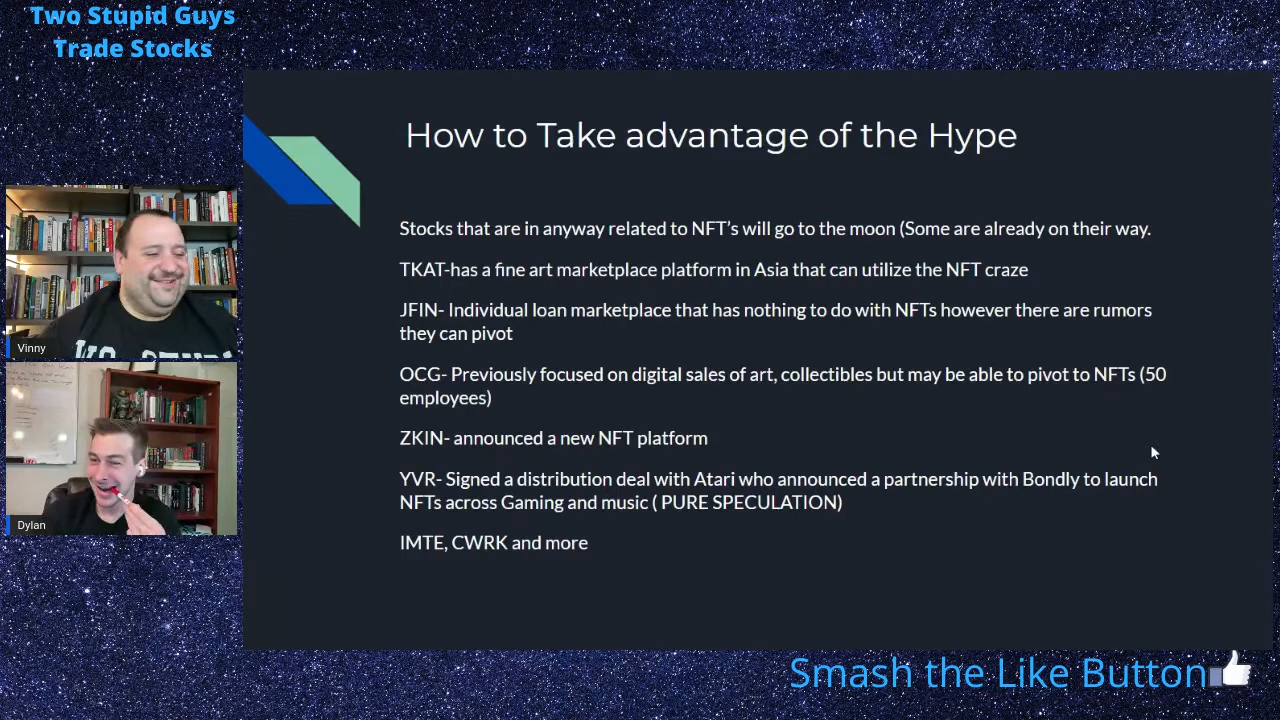 Two Stupid Guys
Trade Stocks
How to Take advantage of the Hype
Stocks that are in anyway related to NFT's will go to the moon (Some are already on their way.
TKAT-has a fine art marketplace platform in Asia that can utilize the NFT craze
JFIN- Individual loan marketplace that has nothing to do with NFTs however there are rumors
they can pivot
OCG- Previously focused on digital sales of art, collectibles but may be able to pivot to NFTs (50
employees)
ZKIN- announced a new NFT platform
YVR- Signed a distribution deal with Atari who announced a partnership with Bondly to launch
NFTs across Gaming and music ( PURE SPECULATION)
IMTE, CWRK and more
Vinny
Dylan
Smash the Like Button